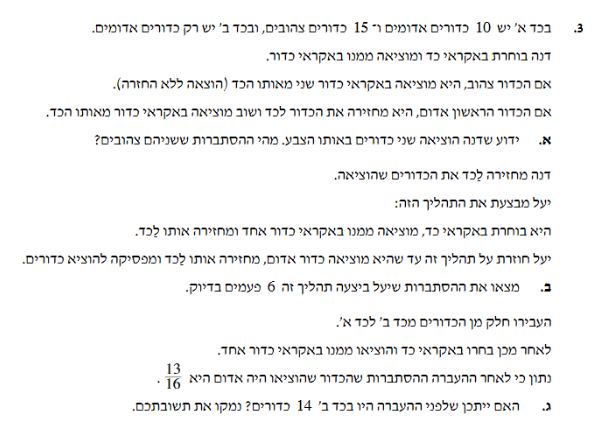 3. בכד א' יש 10 כדורים אדומים ו־ 15 כדורים צהובים, ובכד ב' יש רק כדורים אדומים.
דנה בוחרת באקראי כד ומוציאה ממנו באקראי כדור.
אם הכדור צהוב, היא מוציאה באקראי כדור שני מאותו הכד (הוצאה ללא החזרה).
אם הכדור הראשון אדום, היא מחזירה את הכדור לכד ושוב מוציאה באקראי כדור מאותו הכד.
א. ידוע שדנה הוציאה שני כדורים באותו הצבע. מהי ההסתברות ששניהם צהובים?
דנה מחזירה לַכד את הכדורים שהוציאה.
יעל מבצעת את התהליך הזה:
היא בוחרת באקראי כד, מוציאה ממנו באקראי כדור אחד ומחזירה אותו לַכד.
יעל חוזרת על תהליך זה עד שהיא מוציאה כדור אדום, מחזירה אותו לַכד ומפסיקה להוציא כדורים.
ב. מצאו את ההסתברות שיעל ביצעה תהליך זה 6 פעמים בדיוק.
העבירו חלק מן הכדורים מכד ב' לכד א'.
לאחר מכן בחרו באקראי כד והוציאו ממנו באקראי כדור אחד.
נתון כי לאחר ההעברה ההסתברות שהכדור שהוציאו היה אדום היא 13/16 .
ג. האם ייתכן שלפני ההעברה היו בכד ב' 14 כדורים? נמקו את תשובתכם.